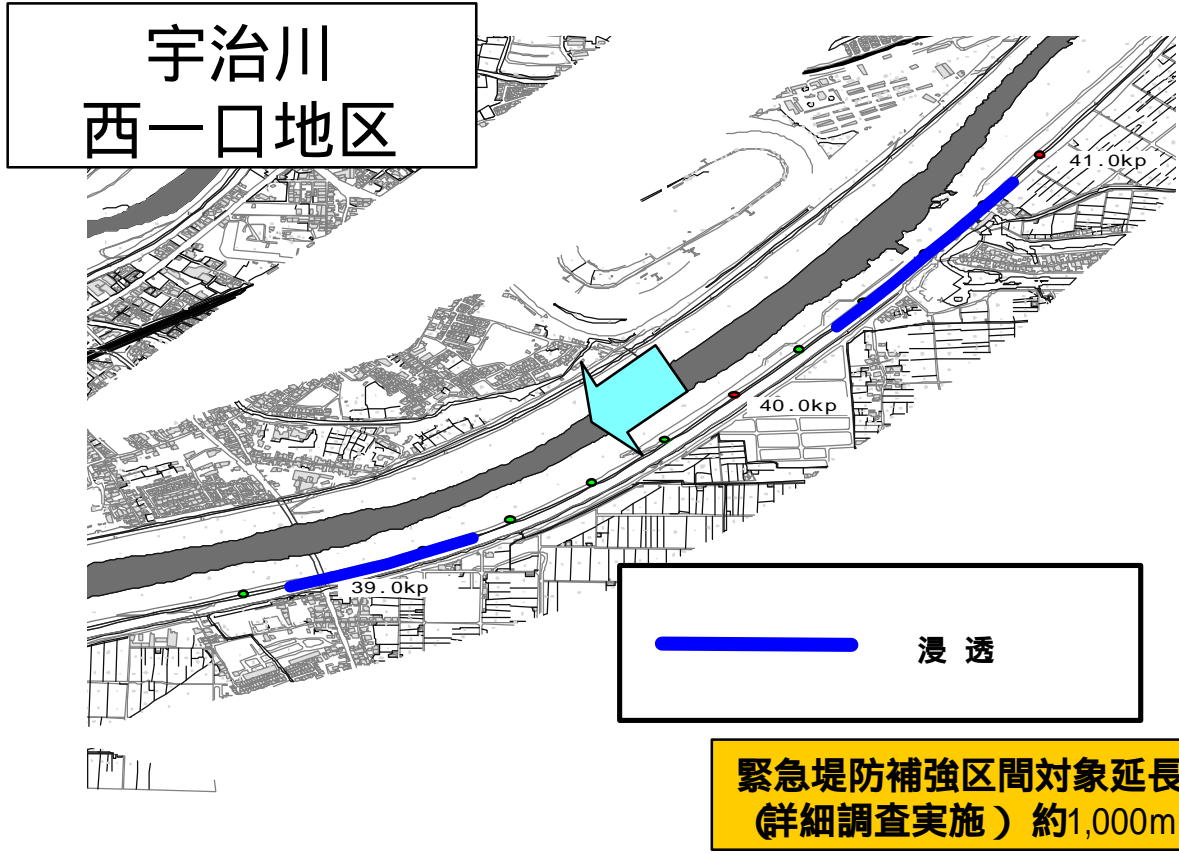 宇治川
西一口地区
41.0kp
40.0kp
39.0kp
浸 透
緊急堤防補強区間対象延長
(詳細調査実施） 約1,000m